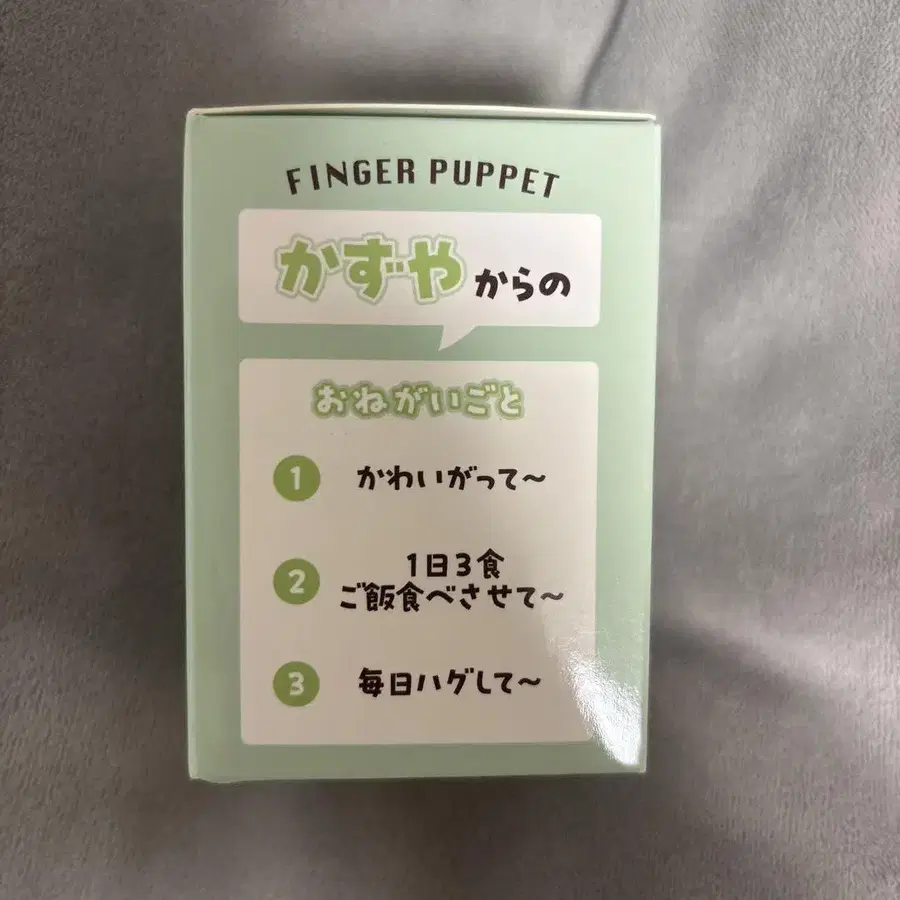 FINGER PUPPET
かずやからの
おねがいごと
1 かわいがって〜
2 1日3食
ご飯食べさせて〜
3 毎日ハグして〜